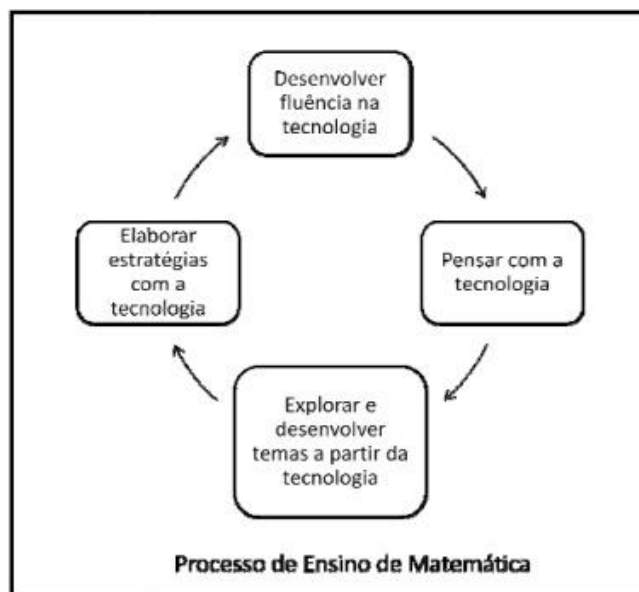 Desenvolver
fluência na
tecnologia
Elaborar
estratégias
com a
tecnologia
Pensar com a
tecnologia
Explorar e
desenvolver
temas a partir da
tecnologia
Processo de Ensino de Matemática